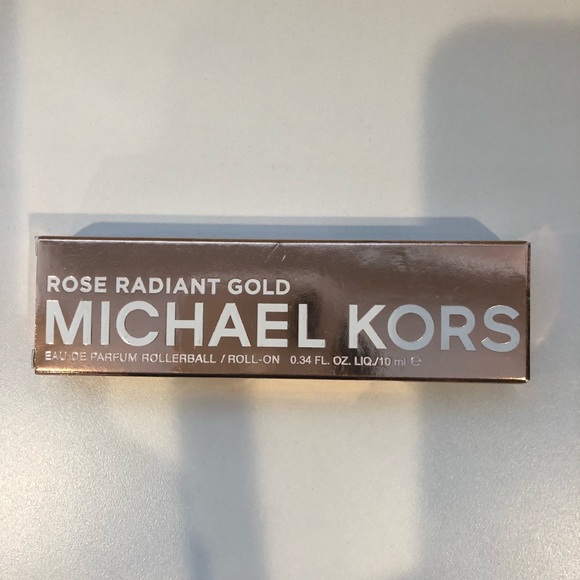 ROSE RADIANT GOLD
MICHAEL KORS
EAU DE PARFUM ROLLERBALL / ROLL-ON 0.34 FL. OZ. LIQ./10 ml ℮